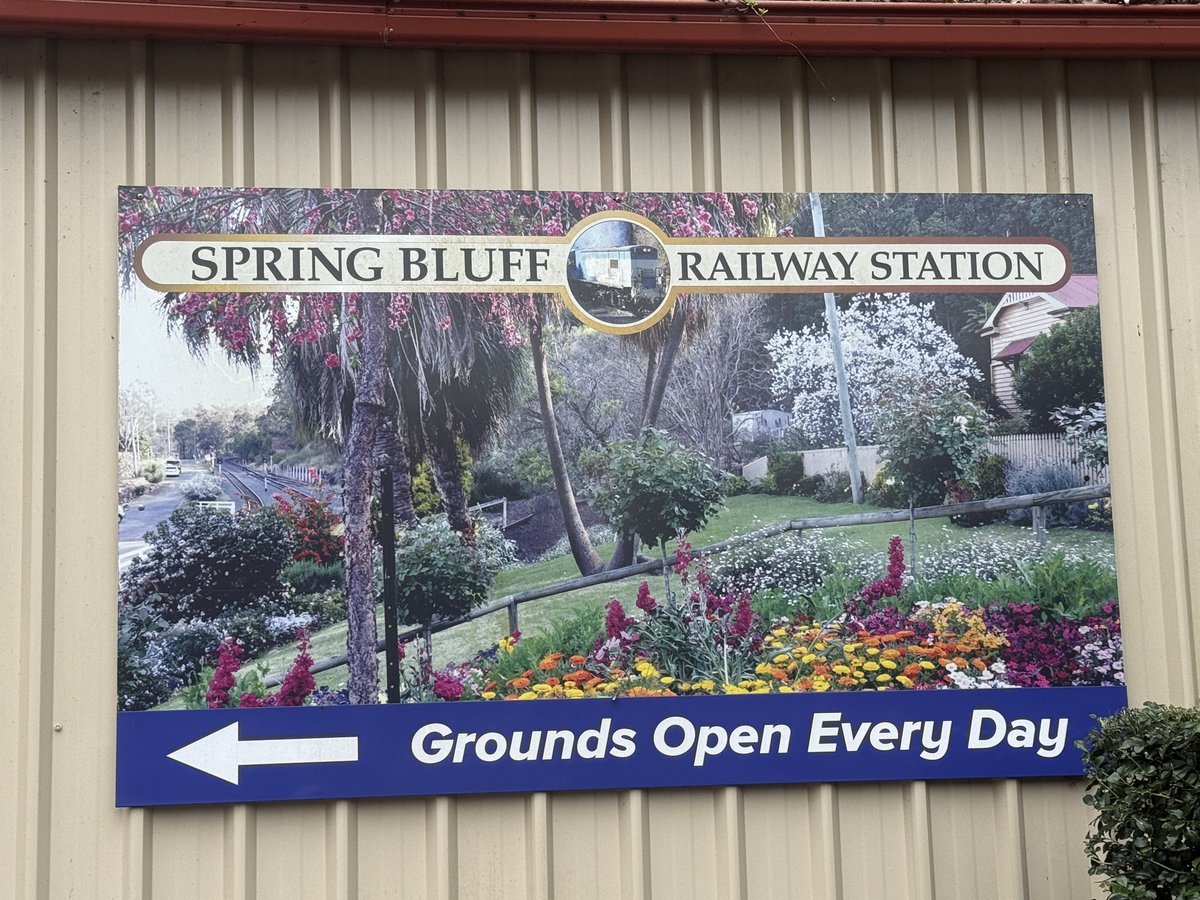 SPRING BLUFF RAILWAY STATION
Grounds Open Every Day